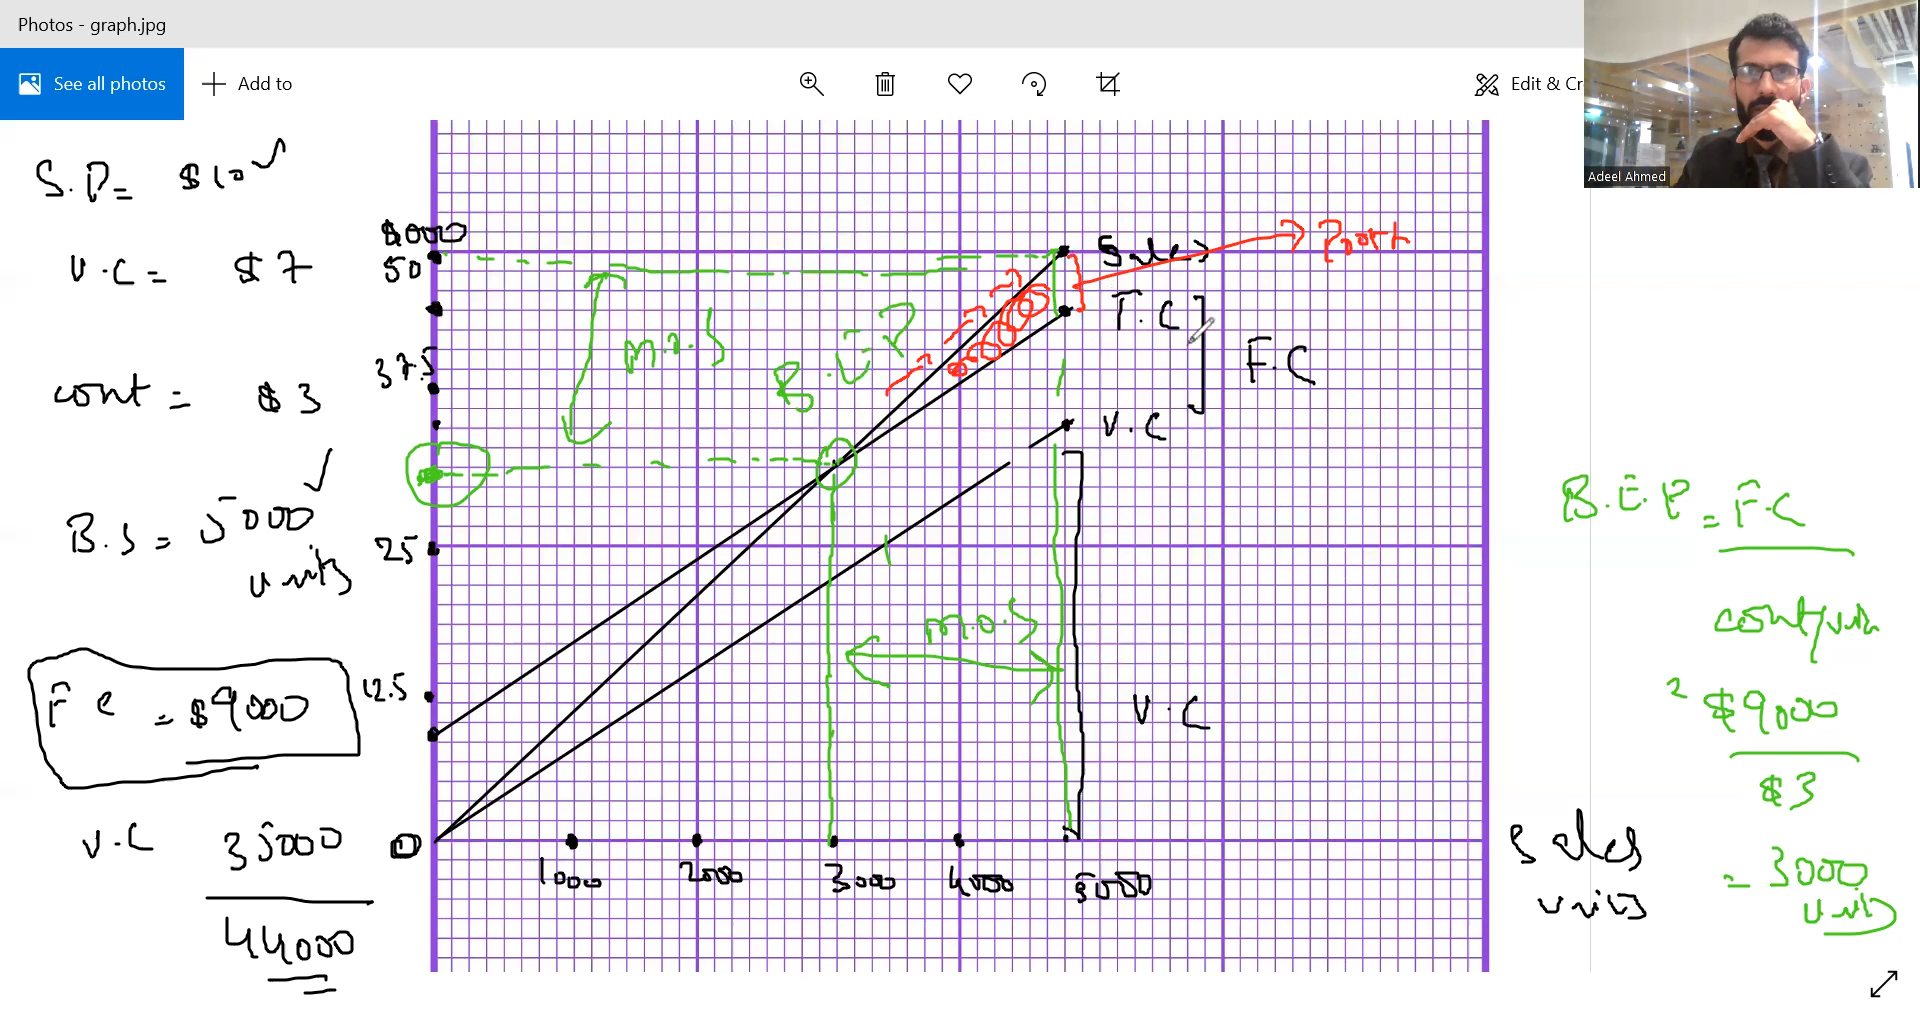 Photos - graph.jpg
See all photos
Add to
Edit & Cr
Adeel Ahmed
S.P= $10
V.C = $7
cont = $3
B.S = 5000
units
FC = $9000
V.C 35000
44000
$000
50
37.5
25
12.5
0
1000 2000 3000 4000 5000
Sales
T.C
V.C
F.C
V.C
m.o.S
B.E.P
m.o.S
Sales
units
B.E.P = F.C
cont/unit
= $9000
$3
= 3000
units